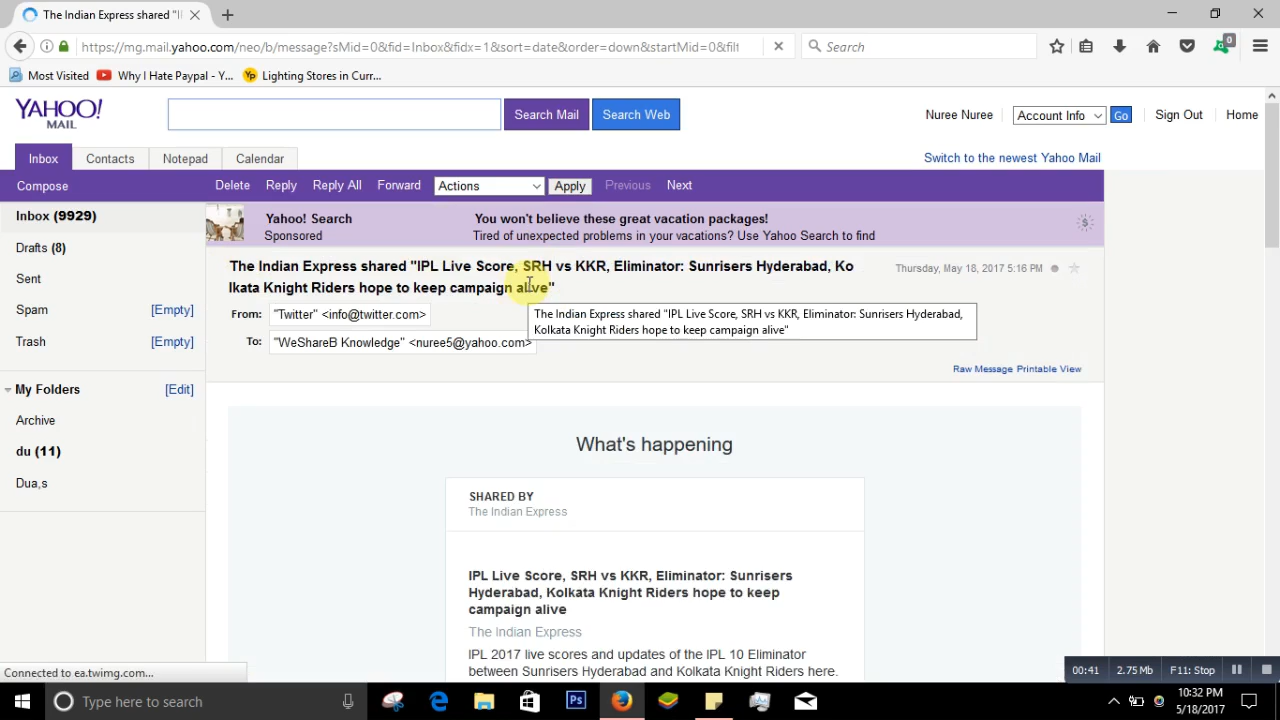 The Indian Express shared "I
https://mg.mail.yahoo.com/neo/b/message?sMid=0&fid=Inbox&fidx=1&sort=date&order=down&startMid=0&filt
Search
0
Most Visited
Why I Hate Paypal - Y...
Lighting Stores in Curr...
YAHOO!
MAIL
Search Mail
Search Web
Nuree Nuree
Account Info
Go
Sign Out
Home
Inbox
Contacts
Notepad
Calendar
Switch to the newest Yahoo Mail
Compose
Delete
Reply
Reply All
Forward
Actions
Apply
Previous
Next
Inbox (9929)
Drafts (8)
Sent
Spam
[Empty]
Trash
[Empty]
My Folders
[Edit]
Archive
du (11)
Dua,s
Yahoo! Search
Sponsored
You won't believe these great vacation packages!
Tired of unexpected problems in your vacations? Use Yahoo Search to find
The Indian Express shared "IPL Live Score, SRH vs KKR, Eliminator: Sunrisers Hyderabad, Ko
lkata Knight Riders hope to keep campaign alive"
Thursday, May 18, 2017 5:16 PM
From:
"Twitter" <info@twitter.com>
To:
"WeShareB Knowledge" <nuree5@yahoo.com>
The Indian Express shared "IPL Live Score, SRH vs KKR, Eliminator: Sunrisers Hyderabad,
Kolkata Knight Riders hope to keep campaign alive"
Raw Message
Printable View
What's happening
SHARED BY
The Indian Express
IPL Live Score, SRH vs KKR, Eliminator: Sunrisers
Hyderabad, Kolkata Knight Riders hope to keep
campaign alive
The Indian Express
IPL 2017 live scores and updates of the IPL 10 Eliminator
between Sunrisers Hyderabad and Kolkata Knight Riders here.
Connected to ea.twimg.com...
00:41
2.75 MB
F11: Stop
Type here to search
Ps
10:32 PM
5/18/2017